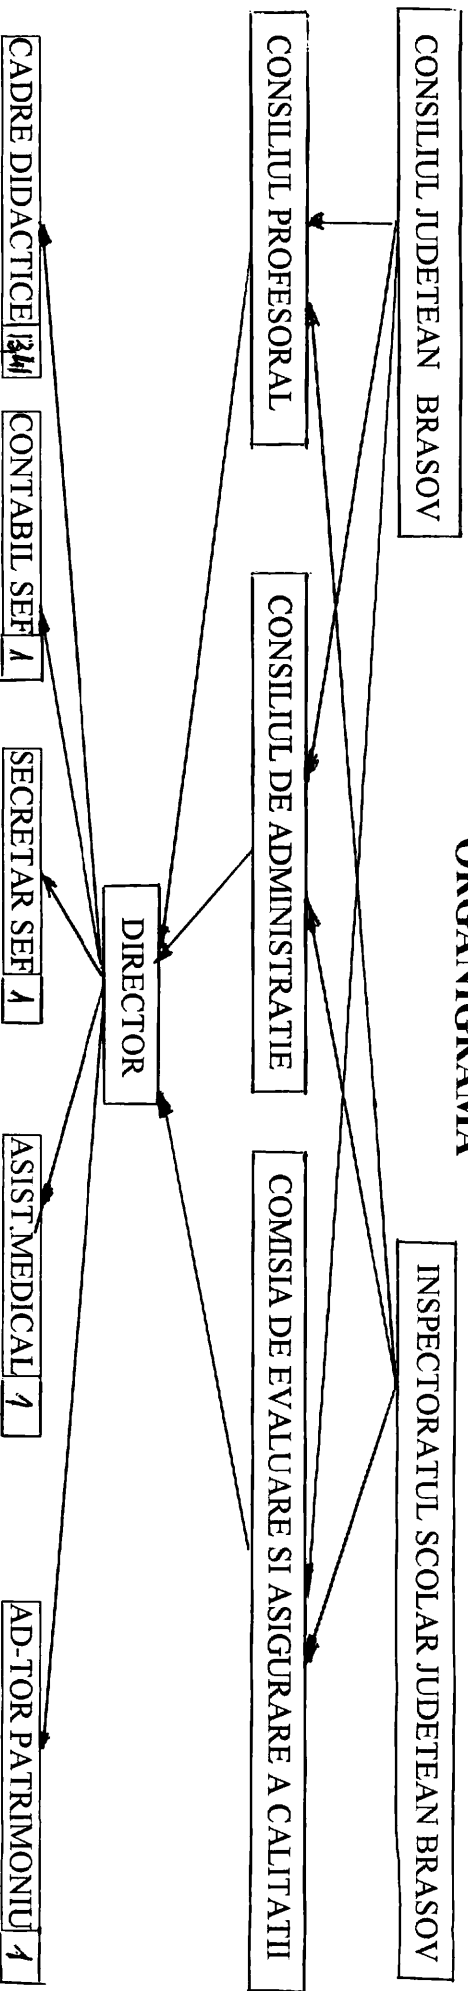 ORGANIGRAMA
CONSILIUL JUDETEAN BRASOV
INSPECTORATUL SCOLAR JUDETEAN BRASOV
CONSILIUL PROFESORAL
CONSILIUL DE ADMINISTRATIE
COMISIA DE EVALUARE SI ASIGURARE A CALITATII
DIRECTOR
CADRE DIDACTICE
CONTABIL SEF 1
SECRETAR SEF 1
ASIST.MEDICAL 1
AD-TOR PATRIMONIU 1